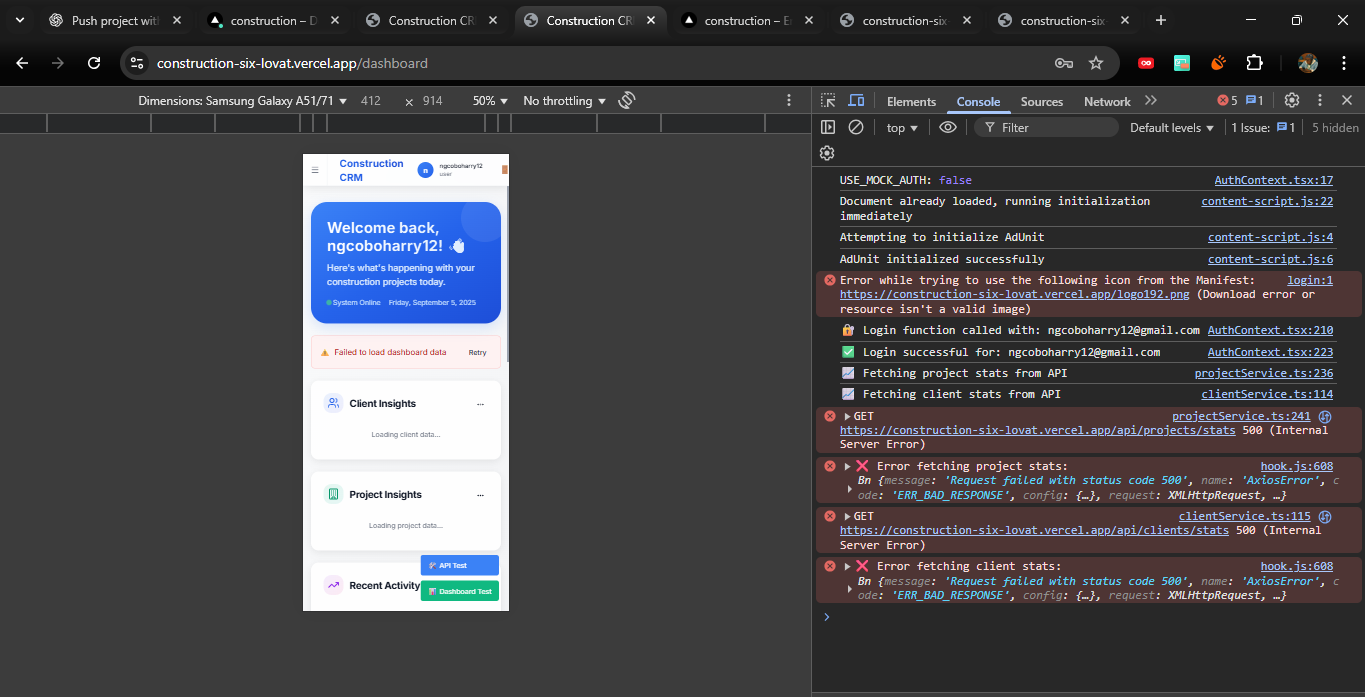 Push project with
construction – D
Construction CR
Construction CR
construction – E
construction-six-
construction-six-
construction-six-lovat.vercel.app/dashboard
Dimensions: Samsung Galaxy A51/71 412 × 914 50% No throttling
Elements Console Sources Network 5 1
top Filter Default levels 1 Issue: 1 5 hidden
Construction
CRM
n
ngcoboharry12
user
Welcome back,
ngcoboharry12! 👋
Here's what's happening with your
construction projects today.
System Online Friday, September 5, 2025
⚠️ Failed to load dashboard data Retry
Client Insights ...
Loading client data...
Project Insights ...
Loading project data...
Recent Activity
API Test
Dashboard Test
USE_MOCK_AUTH: false AuthContext.tsx:17
Document already loaded, running initialization content-script.js:22
immediately
Attempting to initialize AdUnit content-script.js:4
AdUnit initialized successfully content-script.js:6
Error while trying to use the following icon from the Manifest: login:1
https://construction-six-lovat.vercel.app/logo192.png (Download error or
resource isn't a valid image)
🔐 Login function called with: ngcoboharry12@gmail.com AuthContext.tsx:210
✅ Login successful for: ngcoboharry12@gmail.com AuthContext.tsx:223
📈 Fetching project stats from API projectService.ts:236
📈 Fetching client stats from API clientService.ts:114
GET projectService.ts:241
https://construction-six-lovat.vercel.app/api/projects/stats 500 (Internal
Server Error)
❌ Error fetching project stats: hook.js:608
Bn {message: 'Request failed with status code 500', name: 'AxiosError', c
ode: 'ERR_BAD_RESPONSE', config: {…}, request: XMLHttpRequest, …}
GET clientService.ts:115
https://construction-six-lovat.vercel.app/api/clients/stats 500 (Internal
Server Error)
❌ Error fetching client stats: hook.js:608
Bn {message: 'Request failed with status code 500', name: 'AxiosError', c
ode: 'ERR_BAD_RESPONSE', config: {…}, request: XMLHttpRequest, …}